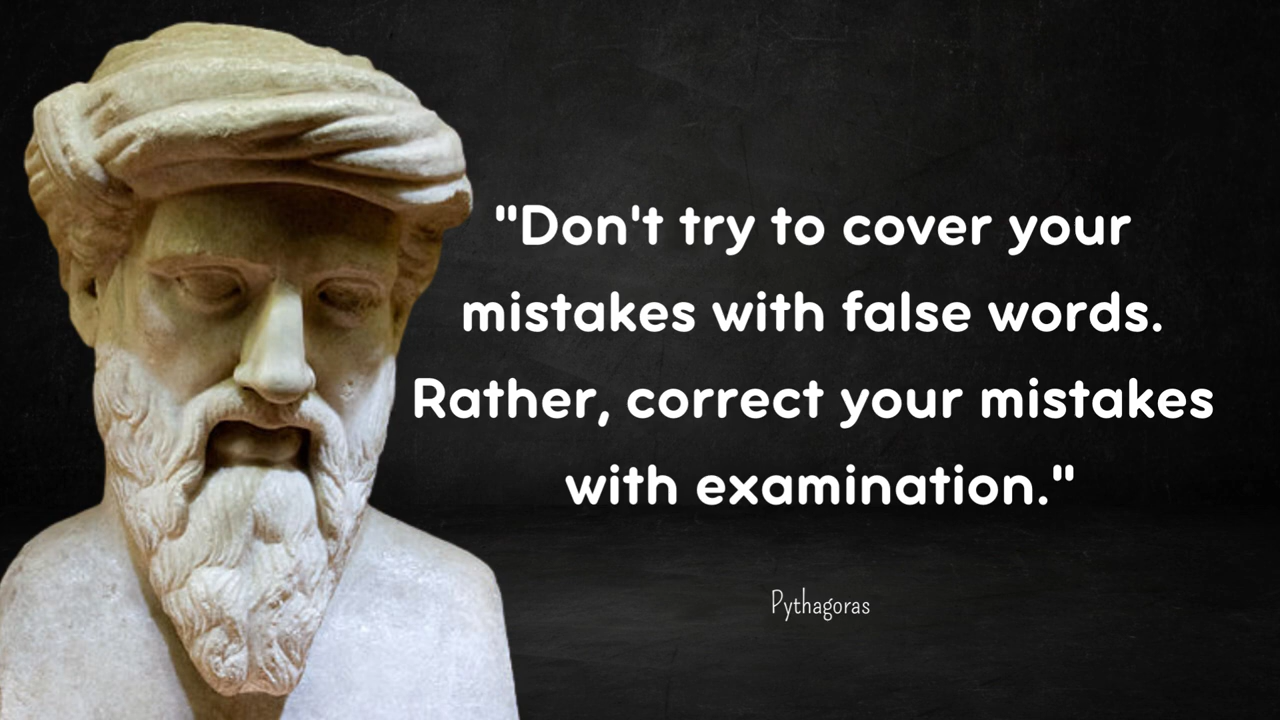 "Don't try to cover your
mistakes with false words.
Rather, correct your mistakes
with examination."
Pythagoras